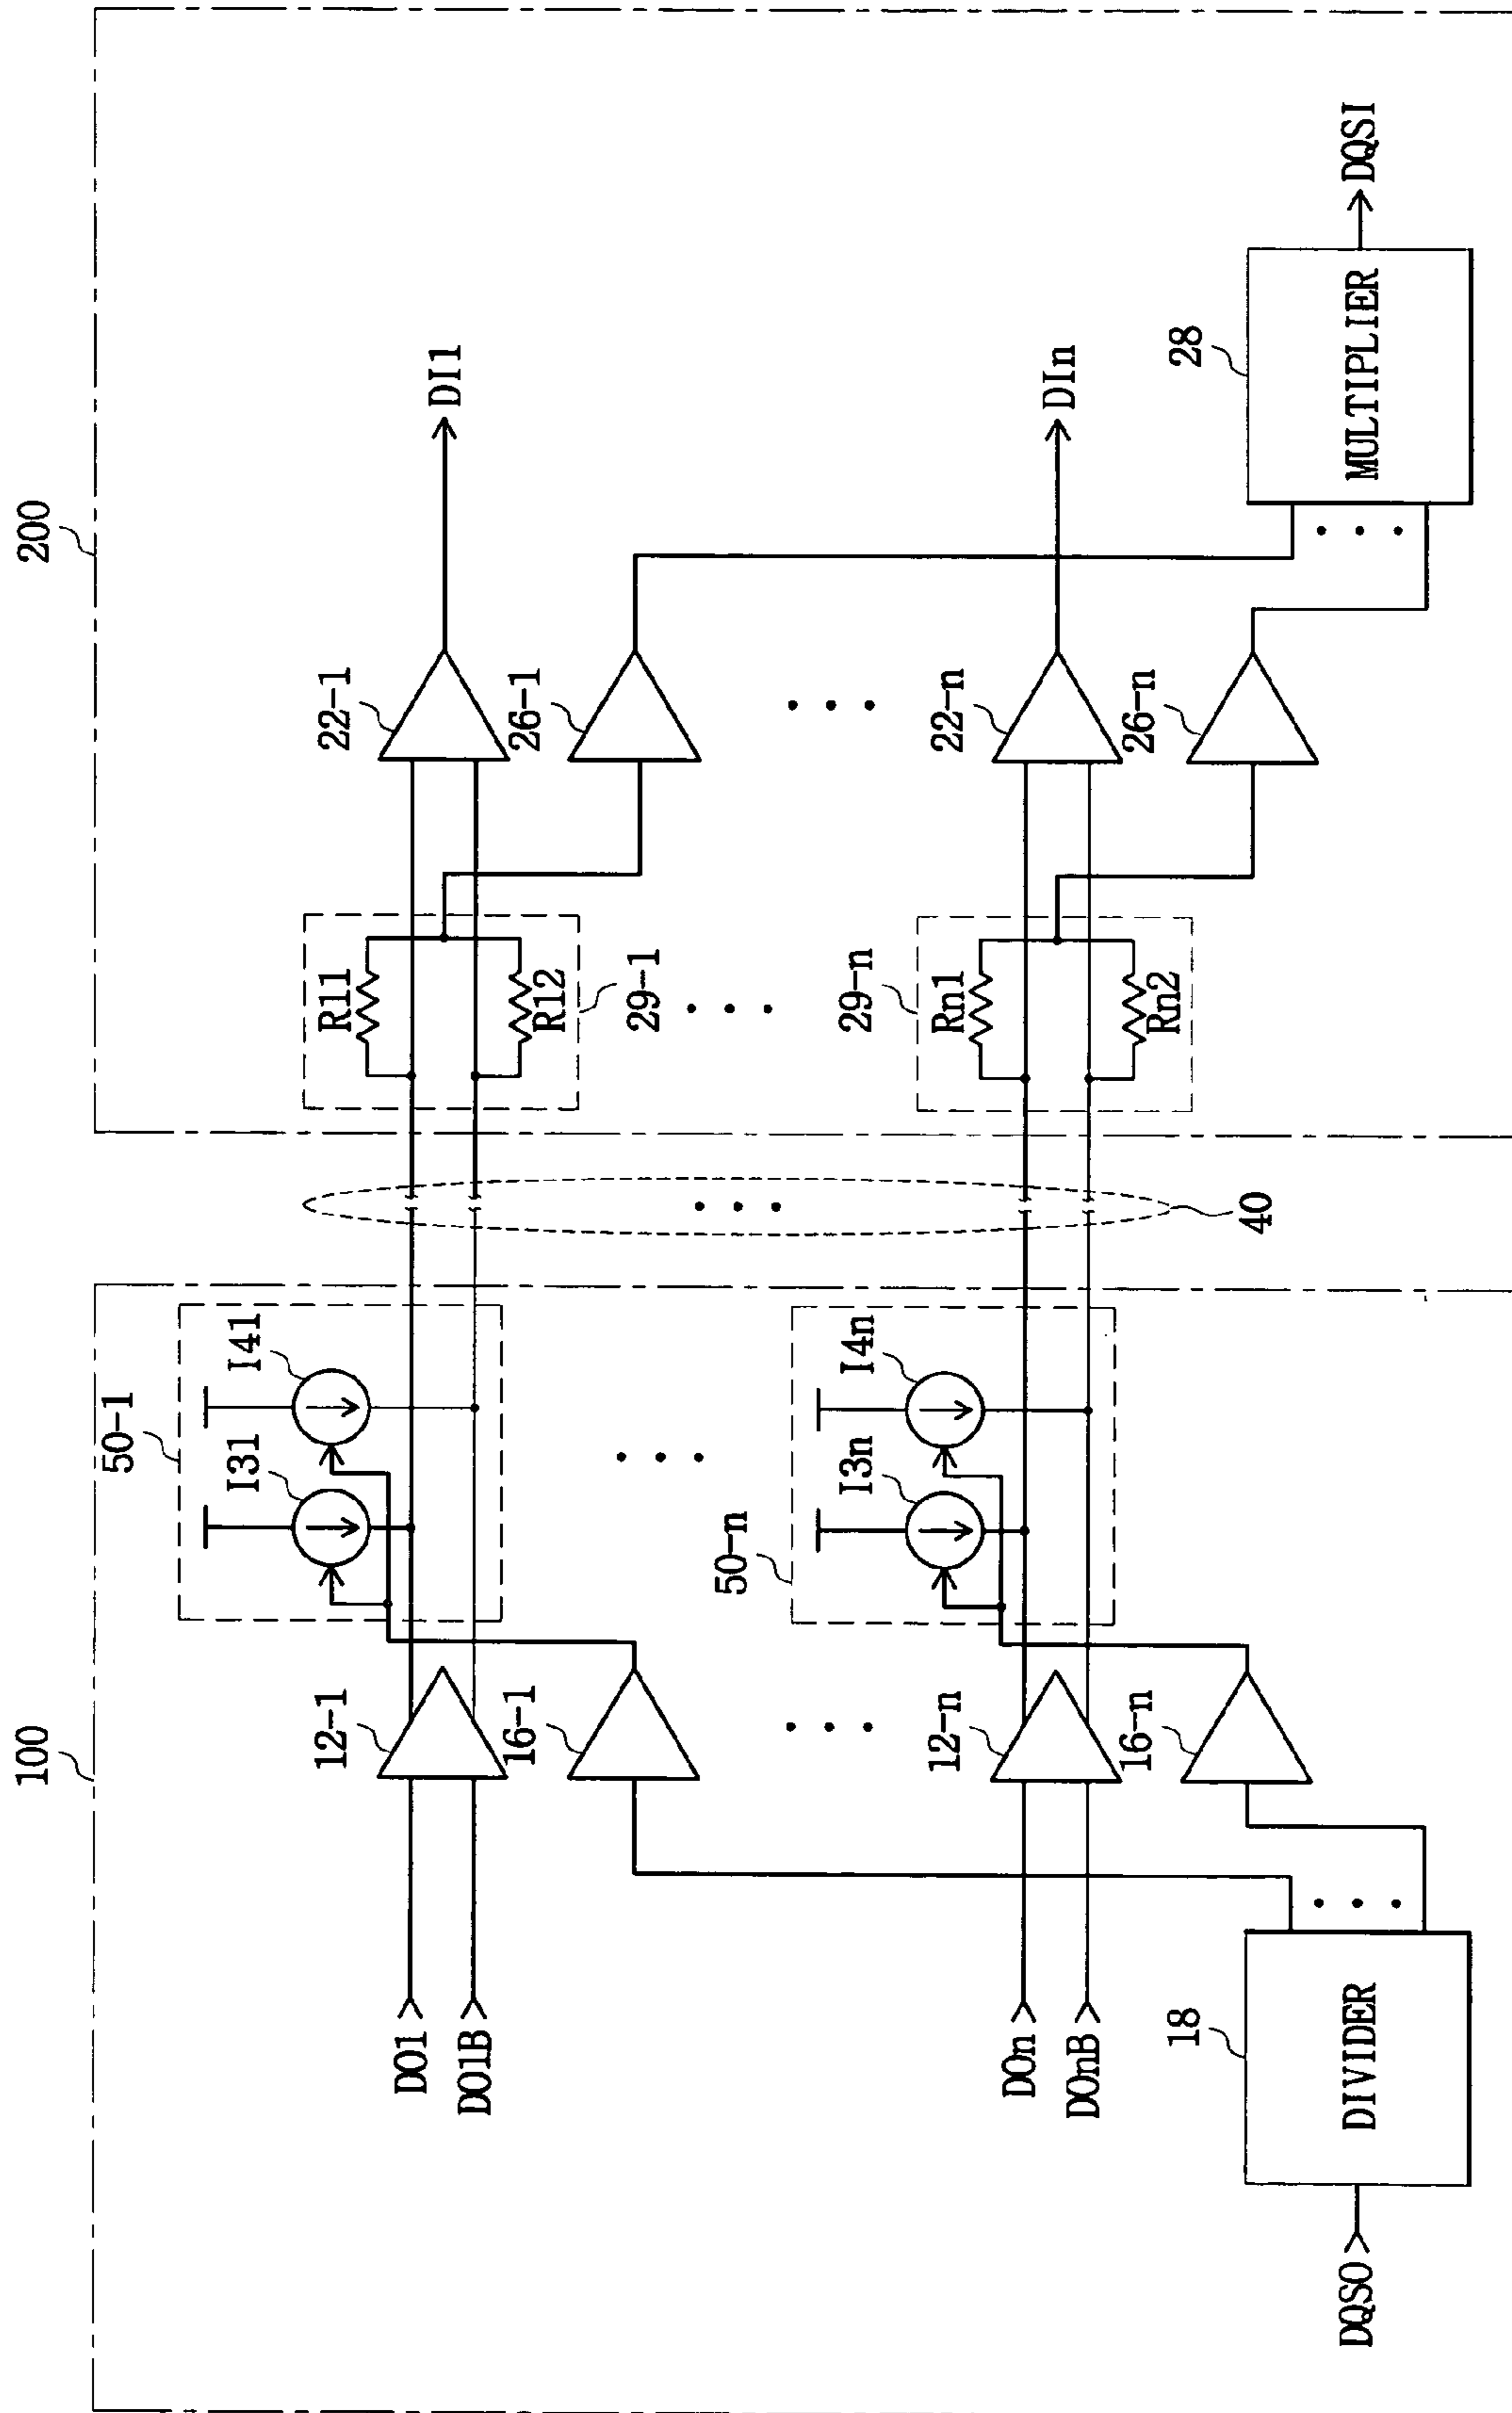 100
200
50-1
I31
I41
12-1
16-1
DO1
DO1B
R11
R12
29-1
22-1
26-1
DI1
50-n
I3n
I4n
12-n
16-n
DOn
DOnB
Rn1
Rn2
29-n
22-n
26-n
DIn
40
18
DIVIDER
DQSO
28
MULTIPLIER
DQSI